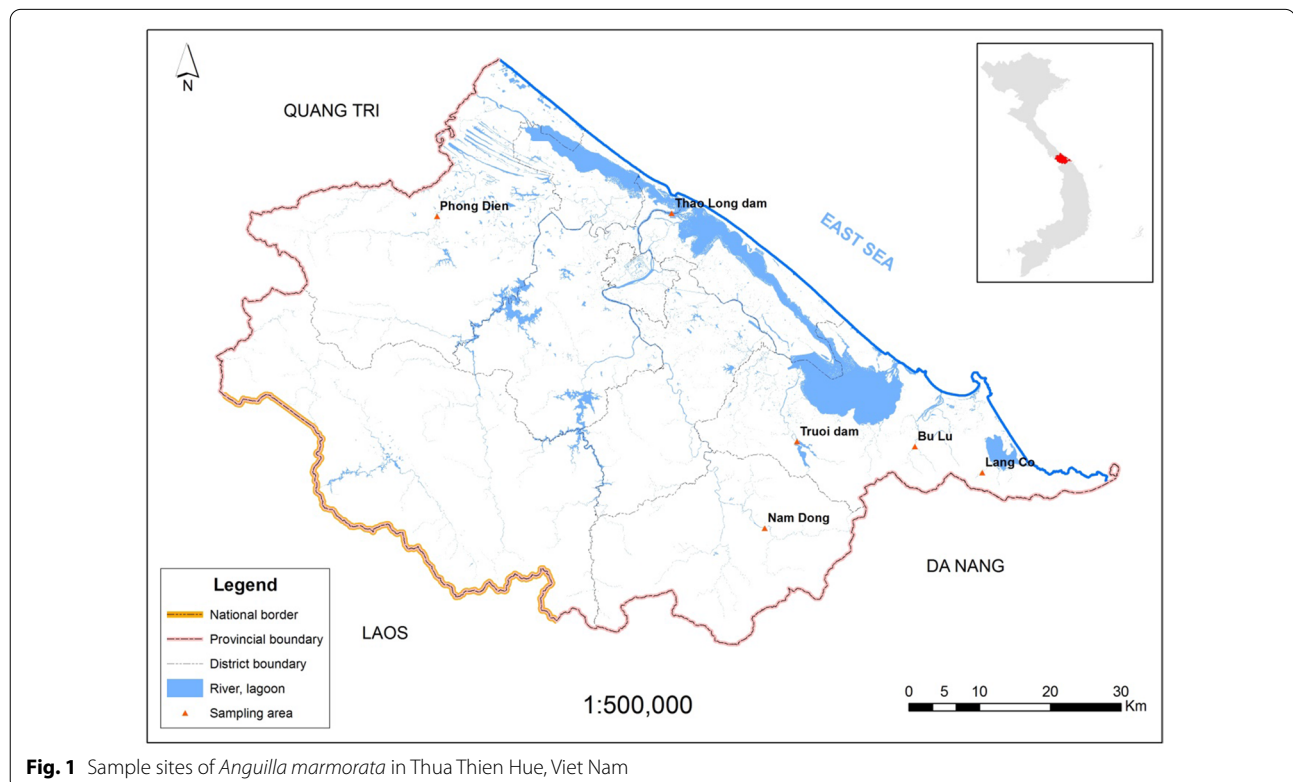 N
QUANG TRI
Phong Dien
Thao Long dam
EAST SEA
Truoi dam
Bu Lu
Lang Co
Nam Dong
DA NANG
LAOS
Legend
National border
Provincial boundary
District boundary
River, lagoon
Sampling area
1:500,000
0 5 10 20 30
Km
Fig. 1 Sample sites of Anguilla marmorata in Thua Thien Hue, Viet Nam